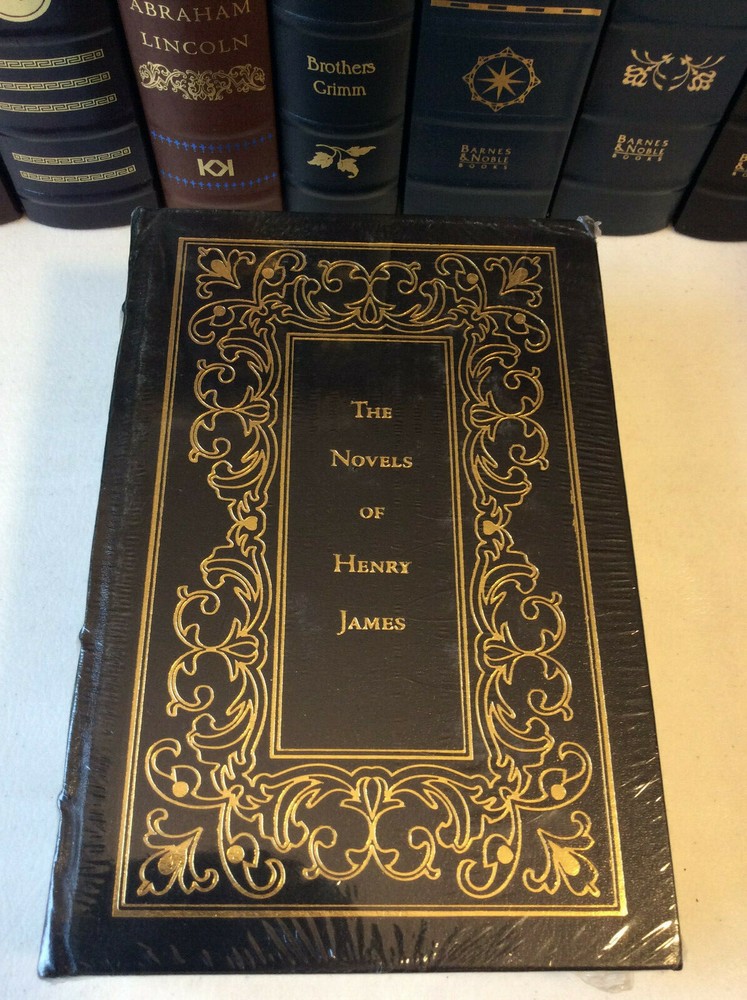 ABRAHAM
LINCOLN
Brothers
Grimm
BARNES
& NOBLE
BOOKS
BARNES
& NOBLE
BOOKS
THE
NOVELS
OF
HENRY
JAMES